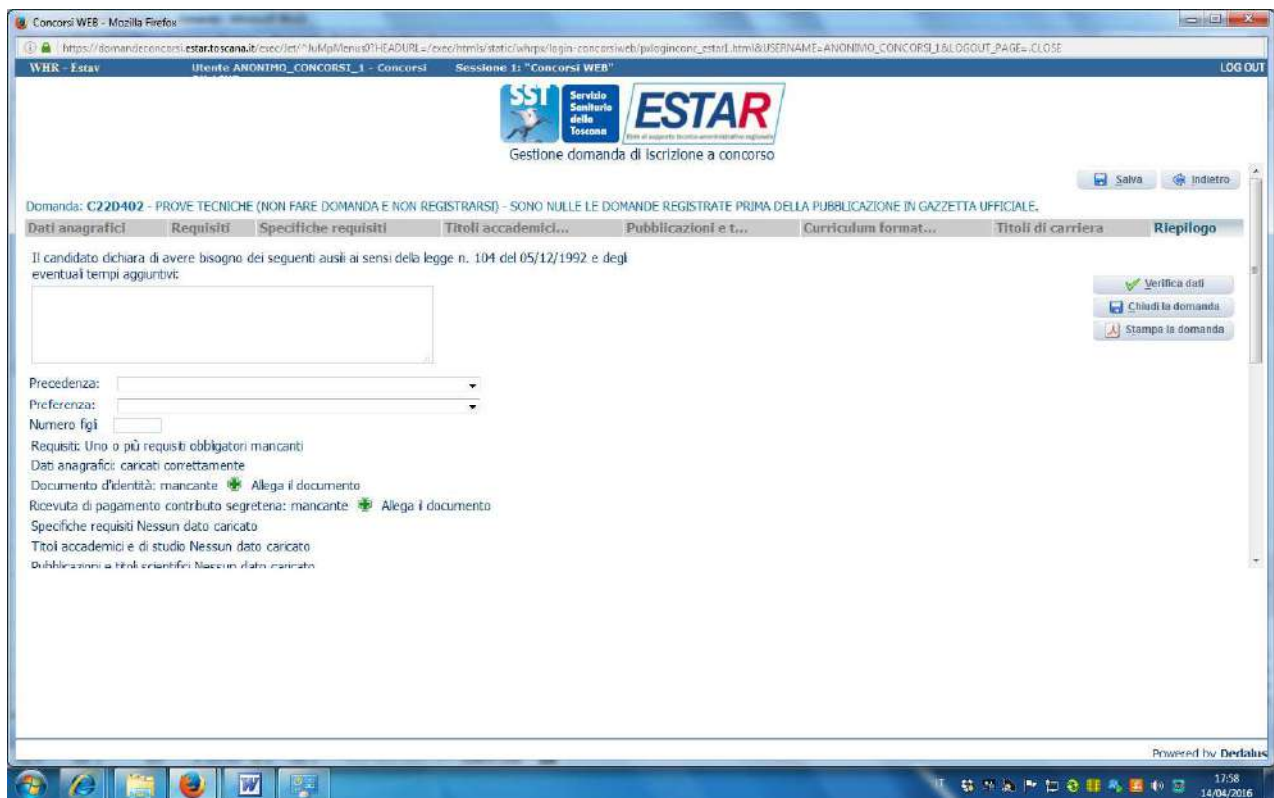 Concorsi WEB - Mozilla Firefox
WHR - Estav Utente ANONIMO_CONCORSI_1 - Concorsi Sessione 1: "Concorsi WEB" LOG OUT
SST Servizio Sanitario della Toscana ESTAR
Gestione domanda di iscrizione a concorso
Salva Indietro
Domanda: C22D402 - PROVE TECNICHE (NON FARE DOMANDA E NON REGISTRARSI) - SONO NULLE LE DOMANDE REGISTRATE PRIMA DELLA PUBBLICAZIONE IN GAZZETTA UFFICIALE.
Dati anagrafici Requisiti Specifiche requisiti Titoli accademici... Pubblicazioni e t... Curriculum format... Titoli di carriera Riepilogo
Il candidato dichiara di avere bisogno dei seguenti ausili ai sensi della legge n. 104 del 05/12/1992 e degli
eventuali tempi aggiuntivi:
Verifica dati
Chiudi la domanda
Stampa la domanda
Precedenza:
Preferenza:
Numero figli
Requisiti: Uno o più requisiti obbligatori mancanti
Dati anagrafici: caricati correttamente
Documento d'identità: mancante Allega il documento
Ricevuta di pagamento contributo segreteria: mancante Allega il documento
Specifiche requisiti Nessun dato caricato
Titoli accademici e di studio Nessun dato caricato
Pubblicazioni e titoli scientifici Nessun dato caricato
Powered by Dedalus
IT 17:58
14/04/2016